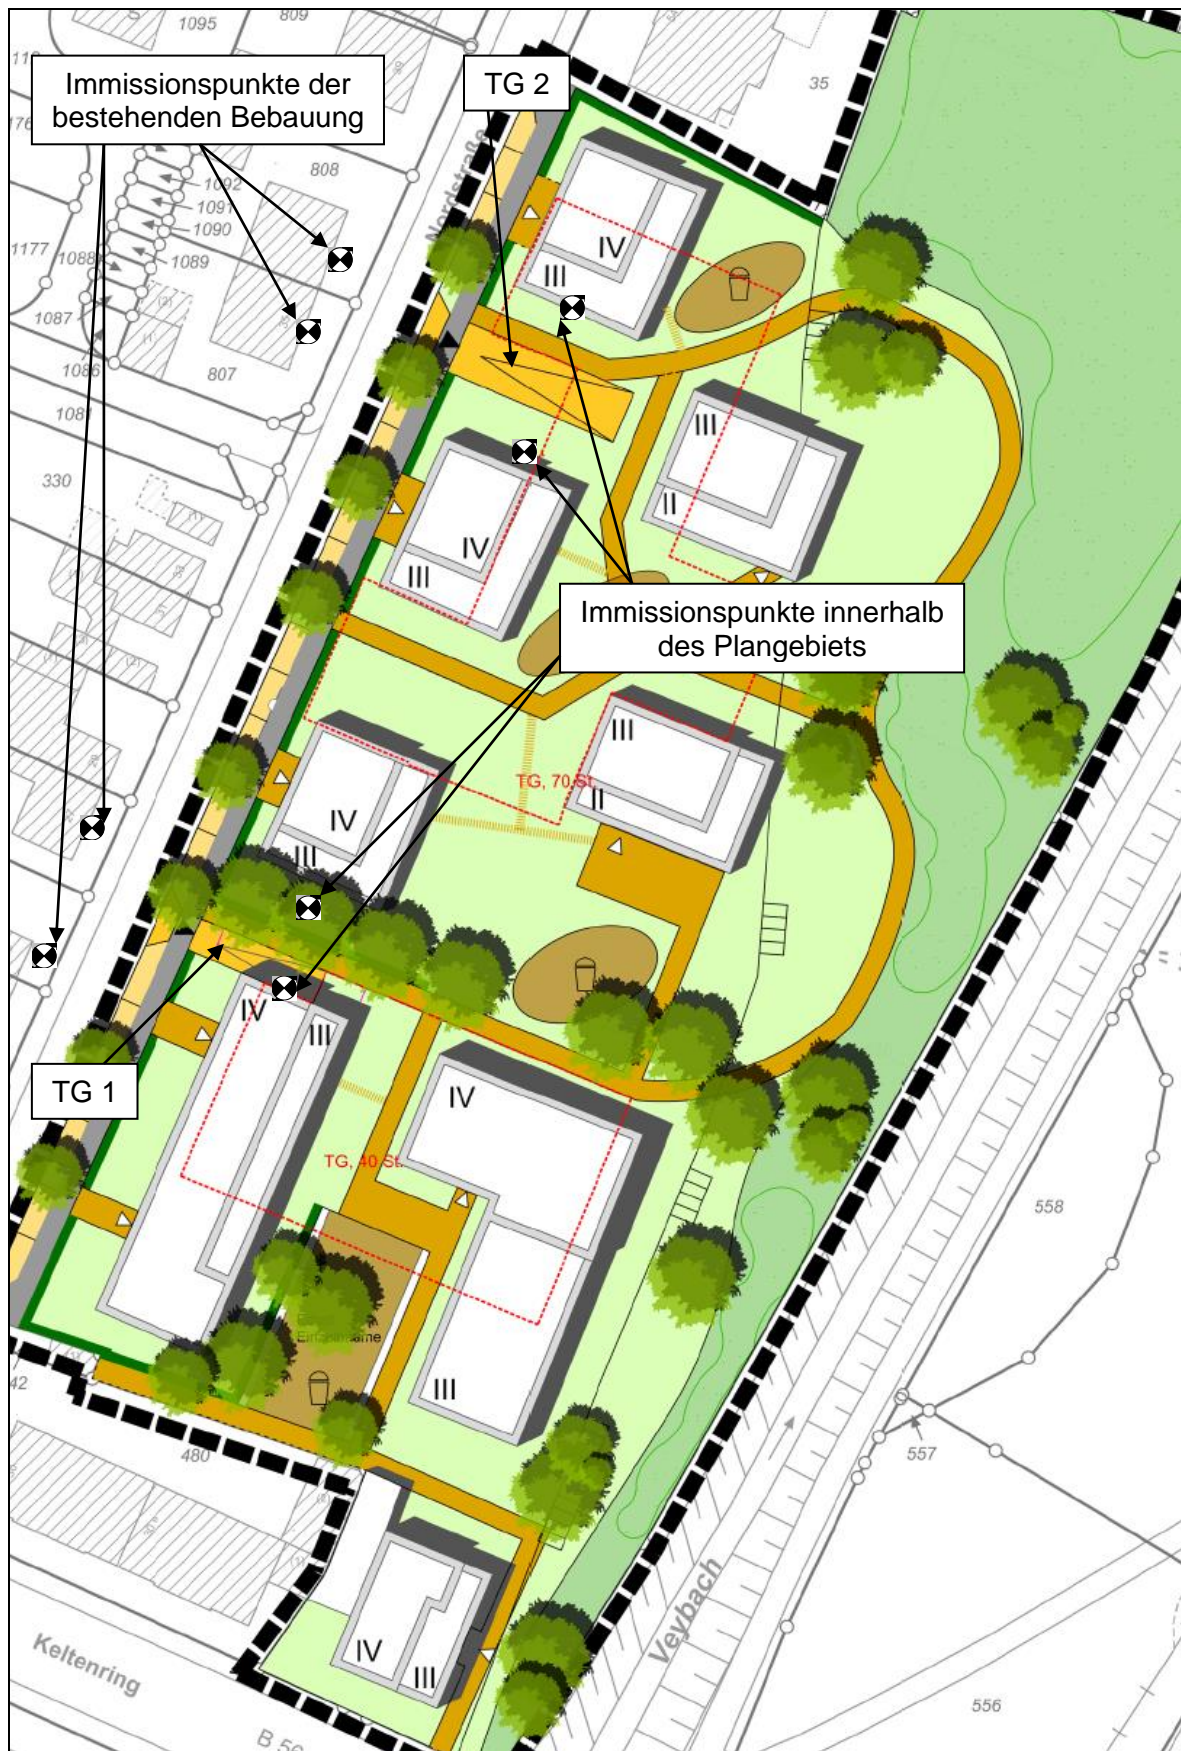 1095
809
Immissionspunkte der
bestehenden Bebauung
TG 2
35
Nordstraße
808
1092
1091
1090
1089
1088
1087
1086
1081
1177
807
330
IV
III
III
II
IV
III
Immissionspunkte innerhalb
des Plangebiets
III
II
TG, 70 St.
IV
III
IV
III
TG 1
IV
TG, 40 St.
III
558
557
556
42
480
IV
III
Keltenring
B 56
Veybach